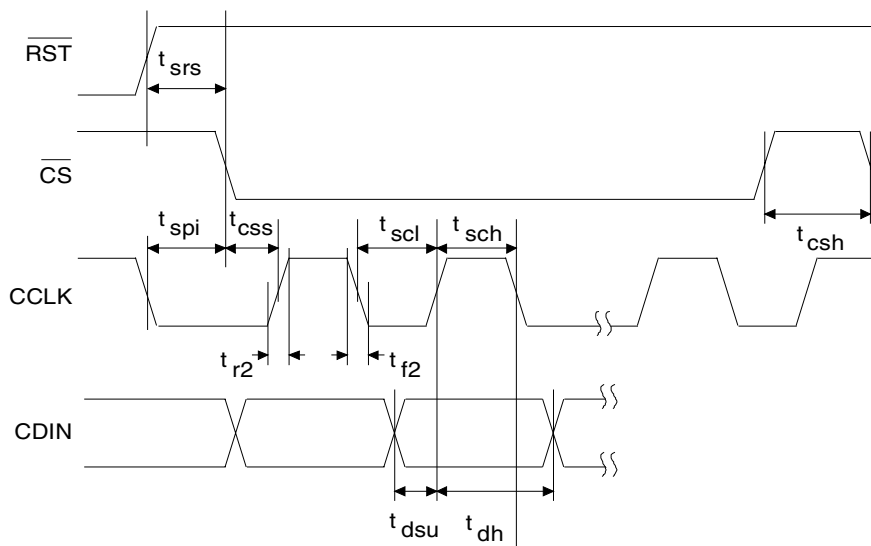 RST
t srs
CS
t spi
t css
t scl
t sch
t csh
CCLK
t r2
t f2
CDIN
t dsu
t dh